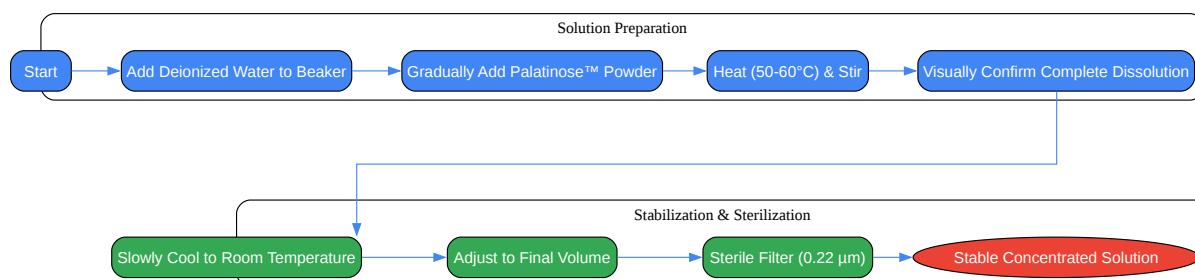 Solution Preparation
Start
Add Deionized Water to Beaker
Gradually Add Palatinose™ Powder
Heat (50-60°C) & Stir
Visually Confirm Complete Dissolution
Stabilization & Sterilization
Slowly Cool to Room Temperature
Adjust to Final Volume
Sterile Filter (0.22 µm)
Stable Concentrated Solution